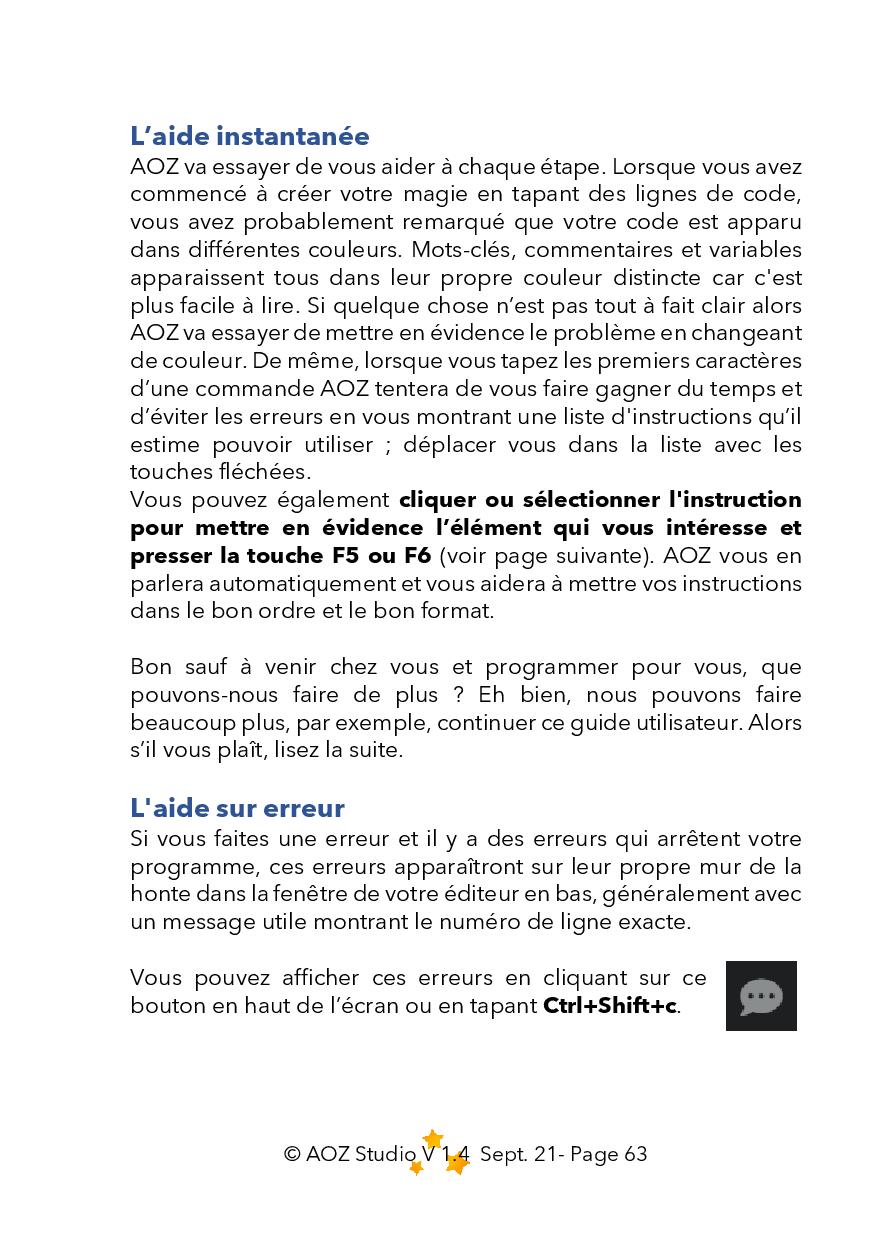 L’aide instantanée
AOZ va essayer de vous aider à chaque étape. Lorsque vous avez
commencé à créer votre magie en tapant des lignes de code,
vous avez probablement remarqué que votre code est apparu
dans différentes couleurs. Mots-clés, commentaires et variables
apparaissent tous dans leur propre couleur distincte car c'est
plus facile à lire. Si quelque chose n’est pas tout à fait clair alors
AOZ va essayer de mettre en évidence le problème en changeant
de couleur. De même, lorsque vous tapez les premiers caractères
d’une commande AOZ tentera de vous faire gagner du temps et
d’éviter les erreurs en vous montrant une liste d'instructions qu’il
estime pouvoir utiliser ; déplacer vous dans la liste avec les
touches fléchées.
Vous pouvez également cliquer ou sélectionner l'instruction
pour mettre en évidence l’élément qui vous intéresse et
presser la touche F5 ou F6 (voir page suivante). AOZ vous en
parlera automatiquement et vous aidera à mettre vos instructions
dans le bon ordre et le bon format.
Bon sauf à venir chez vous et programmer pour vous, que
pouvons-nous faire de plus ? Eh bien, nous pouvons faire
beaucoup plus, par exemple, continuer ce guide utilisateur. Alors
s’il vous plaît, lisez la suite.
L'aide sur erreur
Si vous faites une erreur et il y a des erreurs qui arrêtent votre
programme, ces erreurs apparaîtront sur leur propre mur de la
honte dans la fenêtre de votre éditeur en bas, généralement avec
un message utile montrant le numéro de ligne exacte.
Vous pouvez afficher ces erreurs en cliquant sur ce
bouton en haut de l’écran ou en tapant Ctrl+Shift+c.
© AOZ Studio V 1.4 Sept. 21- Page 63